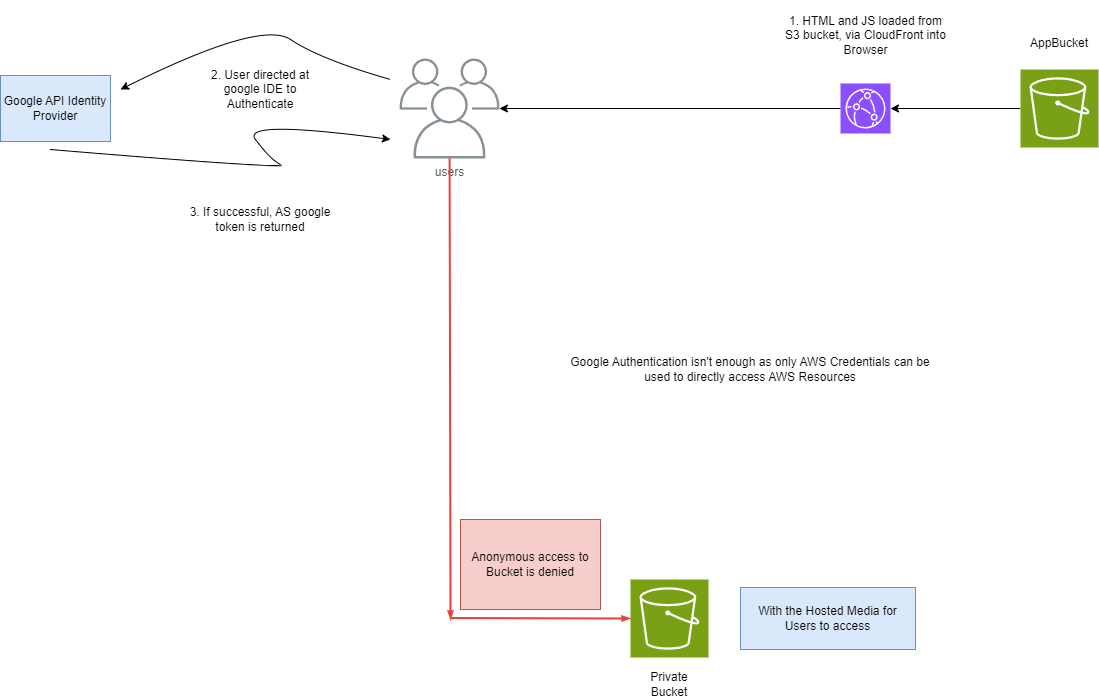 1. HTML and JS loaded from
S3 bucket, via CloudFront into
Browser
AppBucket
2. User directed at
google IDE to
Authenticate
Google API Identity
Provider
users
3. If successful, AS google
token is returned
Google Authentication isn't enough as only AWS Credentials can be
used to directly access AWS Resources
Anonymous access to
Bucket is denied
With the Hosted Media for
Users to access
Private
Bucket